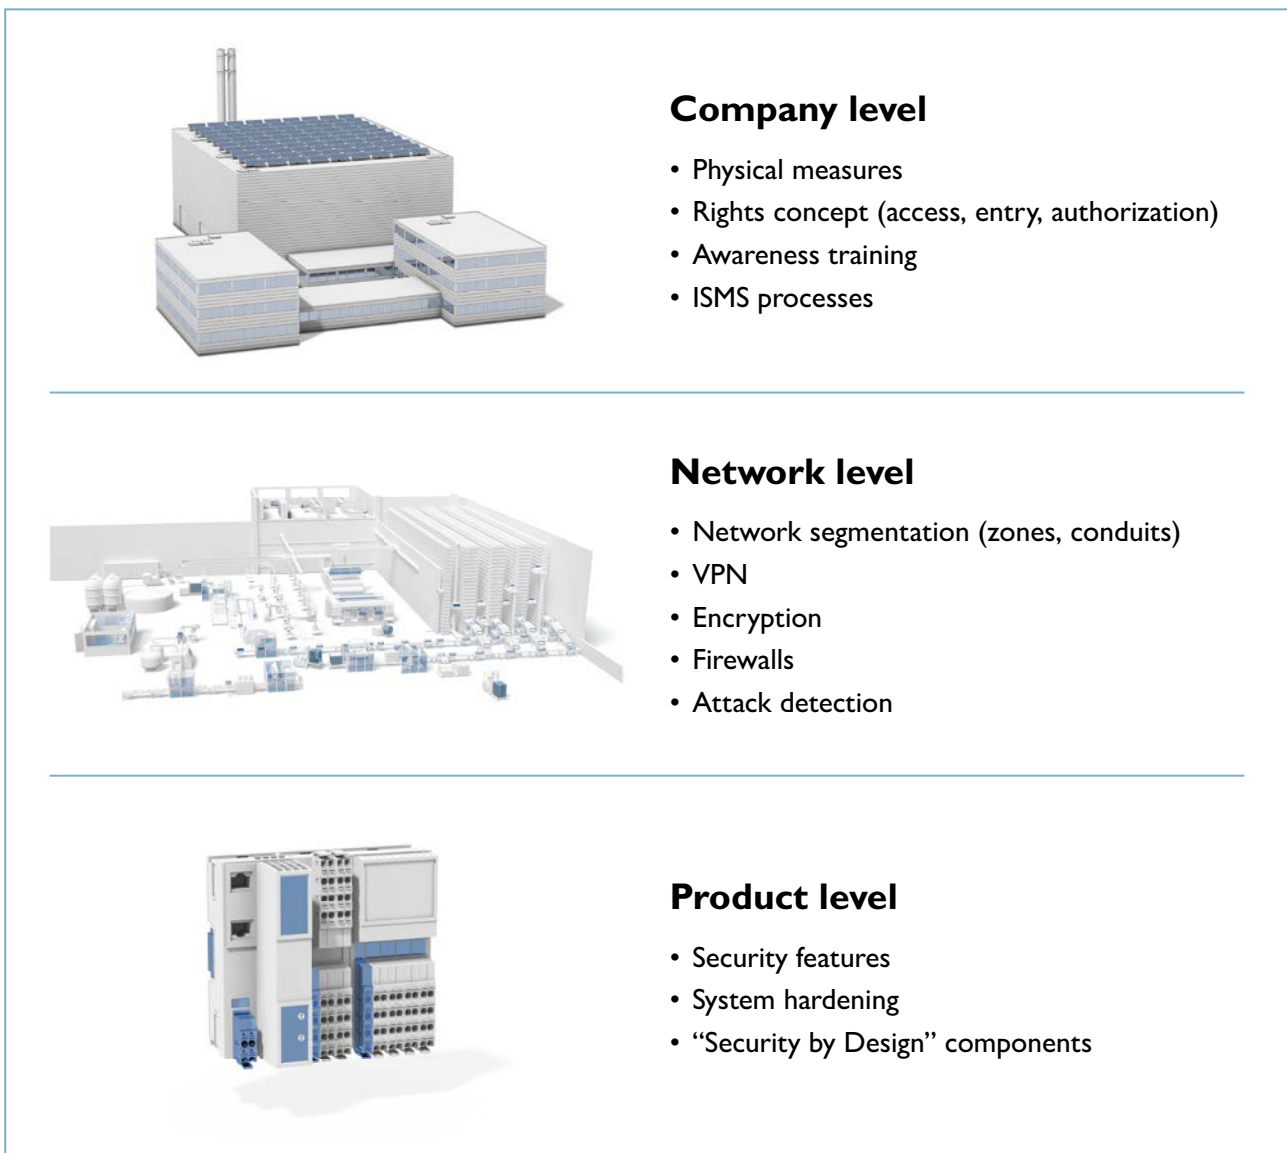 Company level
• Physical measures
• Rights concept (access, entry, authorization)
• Awareness training
• ISMS processes
Network level
• Network segmentation (zones, conduits)
• VPN
• Encryption
• Firewalls
• Attack detection
Product level
• Security features
• System hardening
• “Security by Design” components